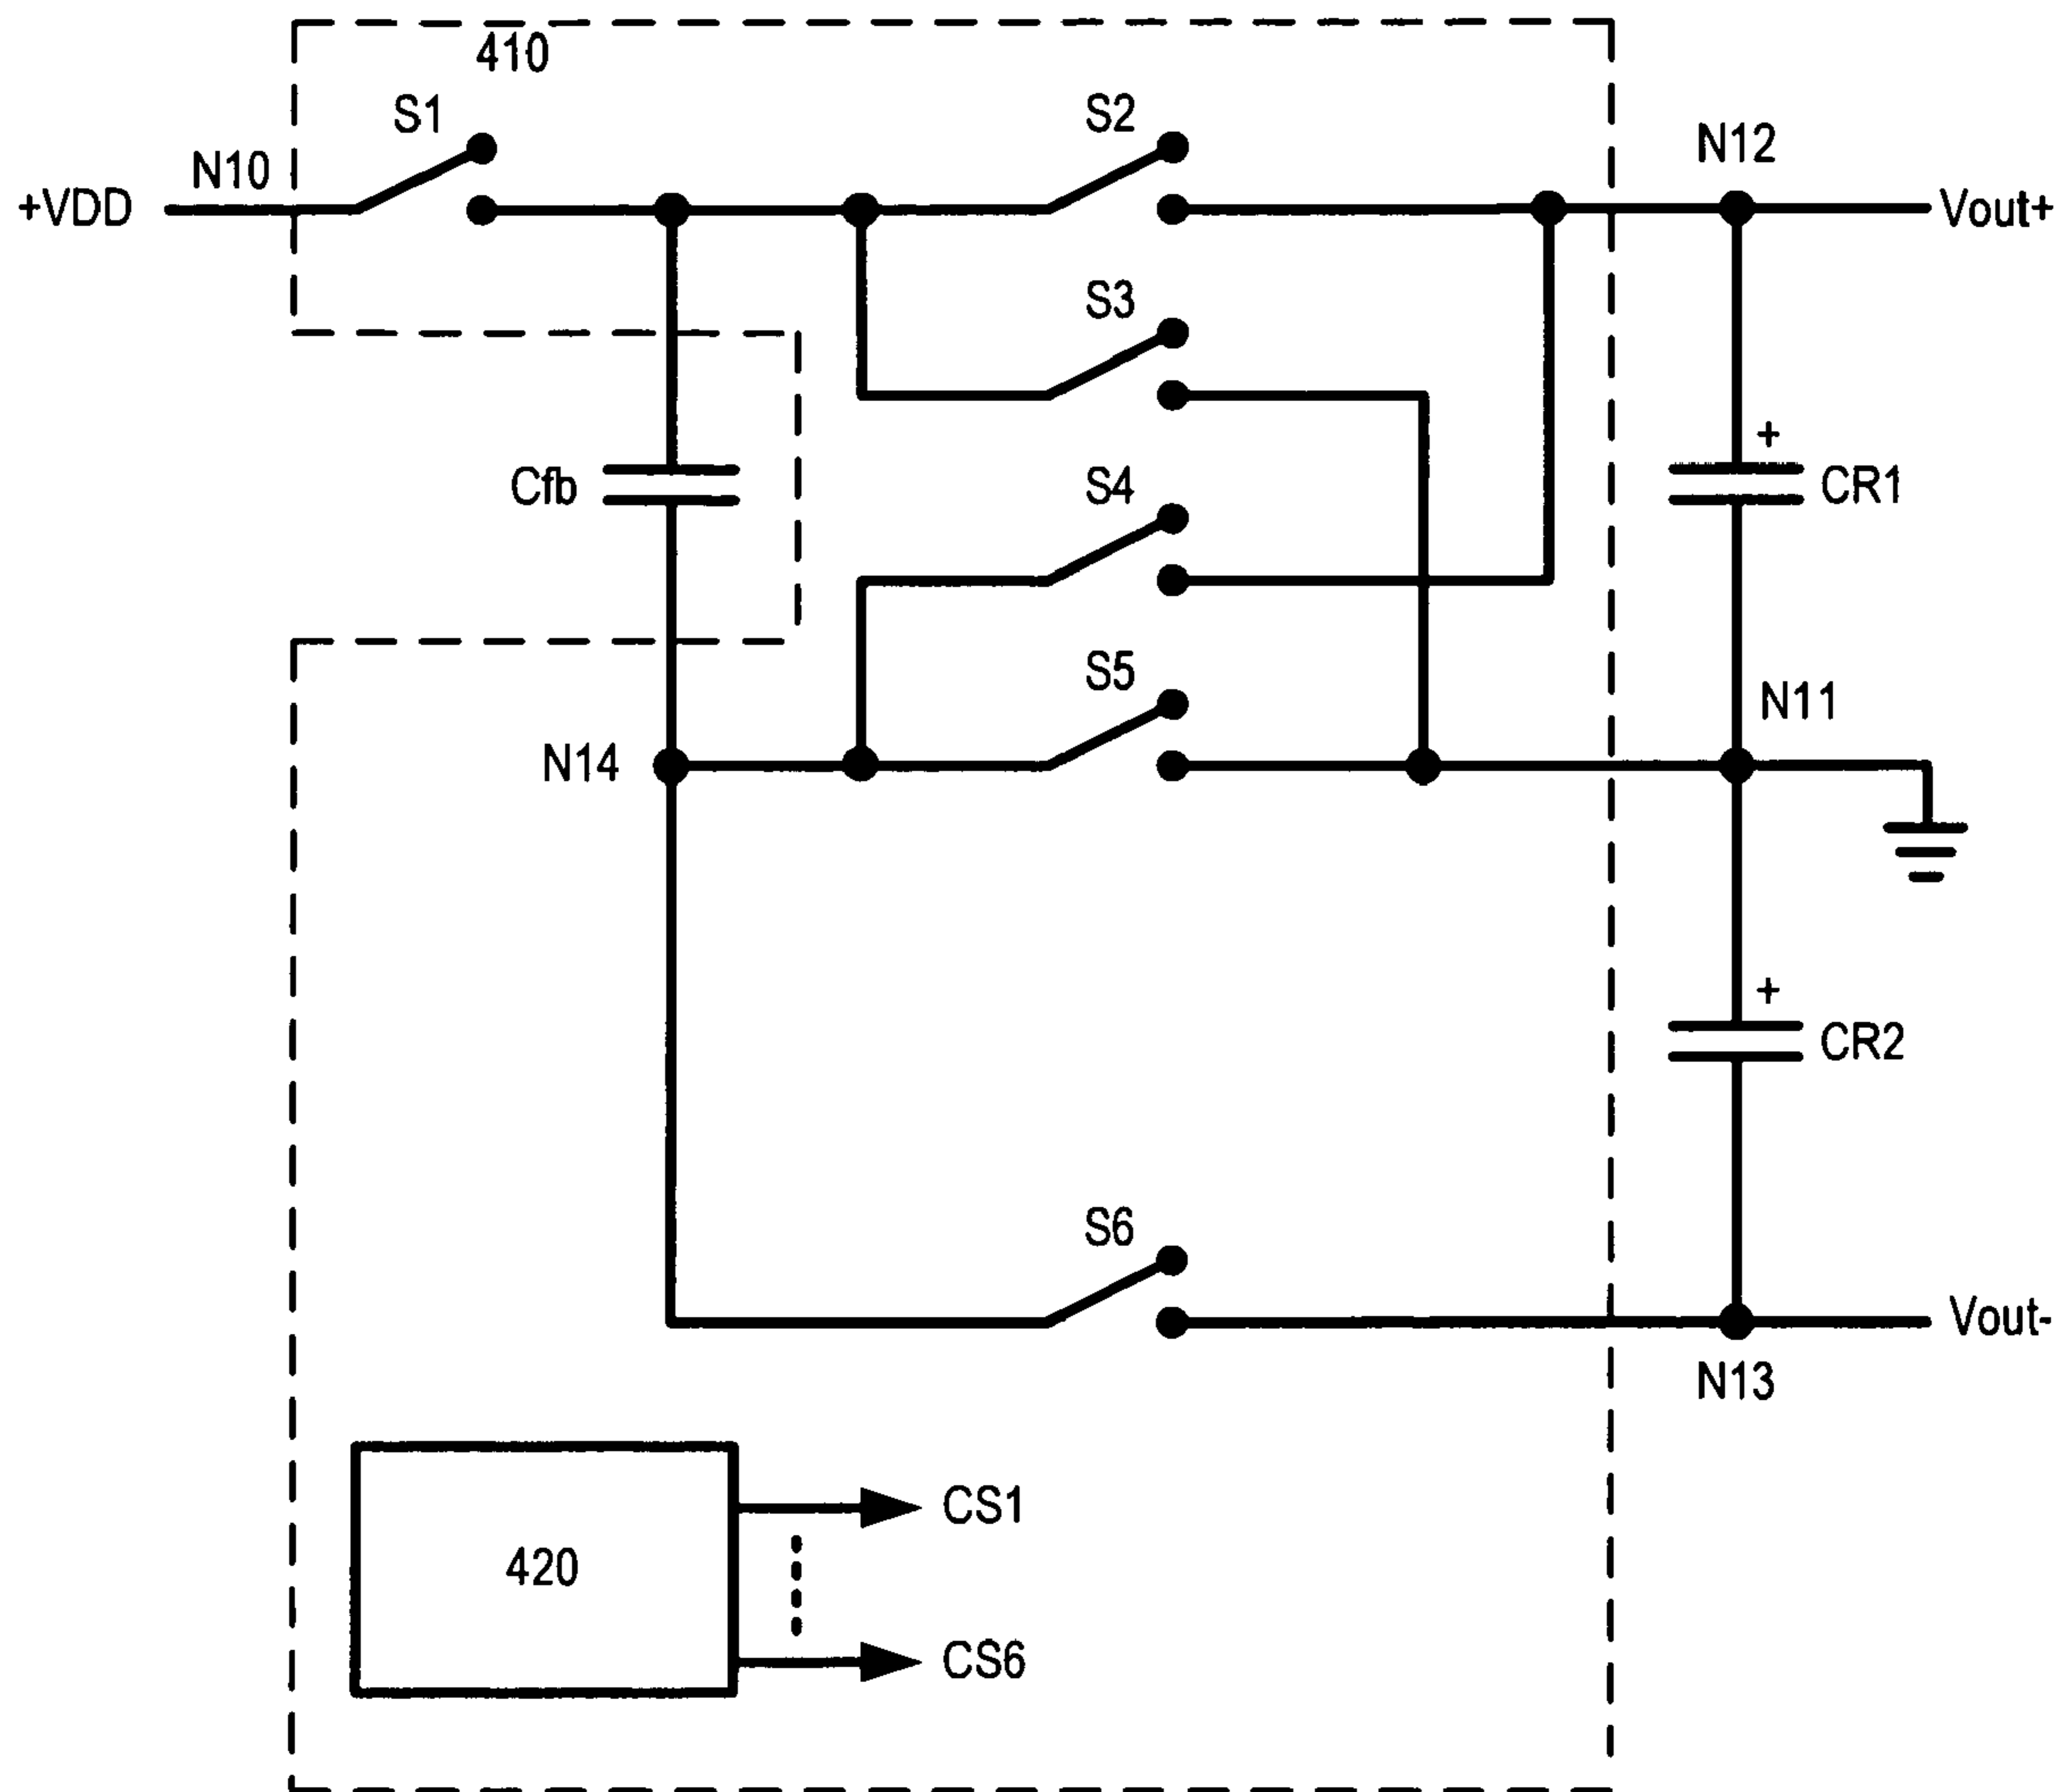 410
S1
S2
N10
N12
+VDD
Vout+
S3
+
Cfb
S4
CR1
S5
N11
N14
+
CR2
S6
Vout-
N13
CS1
420
CS6